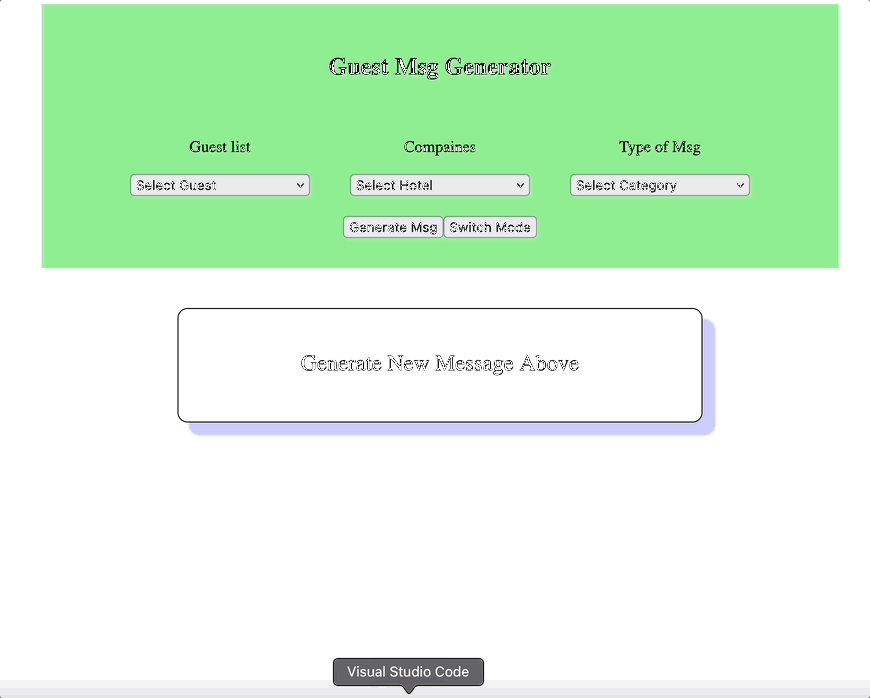 Guest Msg Generator
Guest list Compaines Type of Msg
Select Guest Select Hotel Select Category
Generate Msg Switch Mode
Generate New Message Above
Visual Studio Code